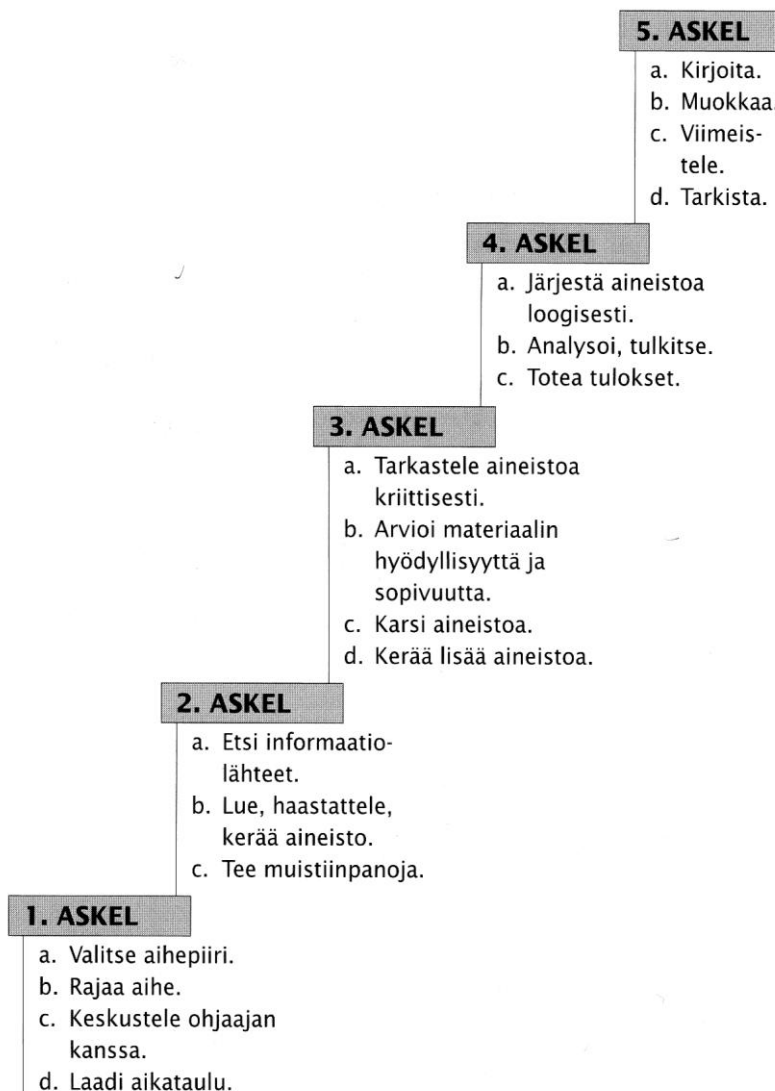 5. ASKEL
a. Kirjoita.
b. Muokkaa.
c. Viimeis-
tele.
d. Tarkista.
4. ASKEL
a. Järjestä aineistoa
loogisesti.
b. Analysoi, tulkitse.
c. Totea tulokset.
3. ASKEL
a. Tarkastele aineistoa
kriittisesti.
b. Arvioi materiaalin
hyödyllisyyttä ja
sopivuutta.
c. Karsi aineistoa.
d. Kerää lisää aineistoa.
2. ASKEL
a. Etsi informaatio-
lähteet.
b. Lue, haastattele,
kerää aineisto.
c. Tee muistiinpanoja.
1. ASKEL
a. Valitse aihepiiri.
b. Rajaa aihe.
c. Keskustele ohjaajan
kanssa.
d. Laadi aikataulu.